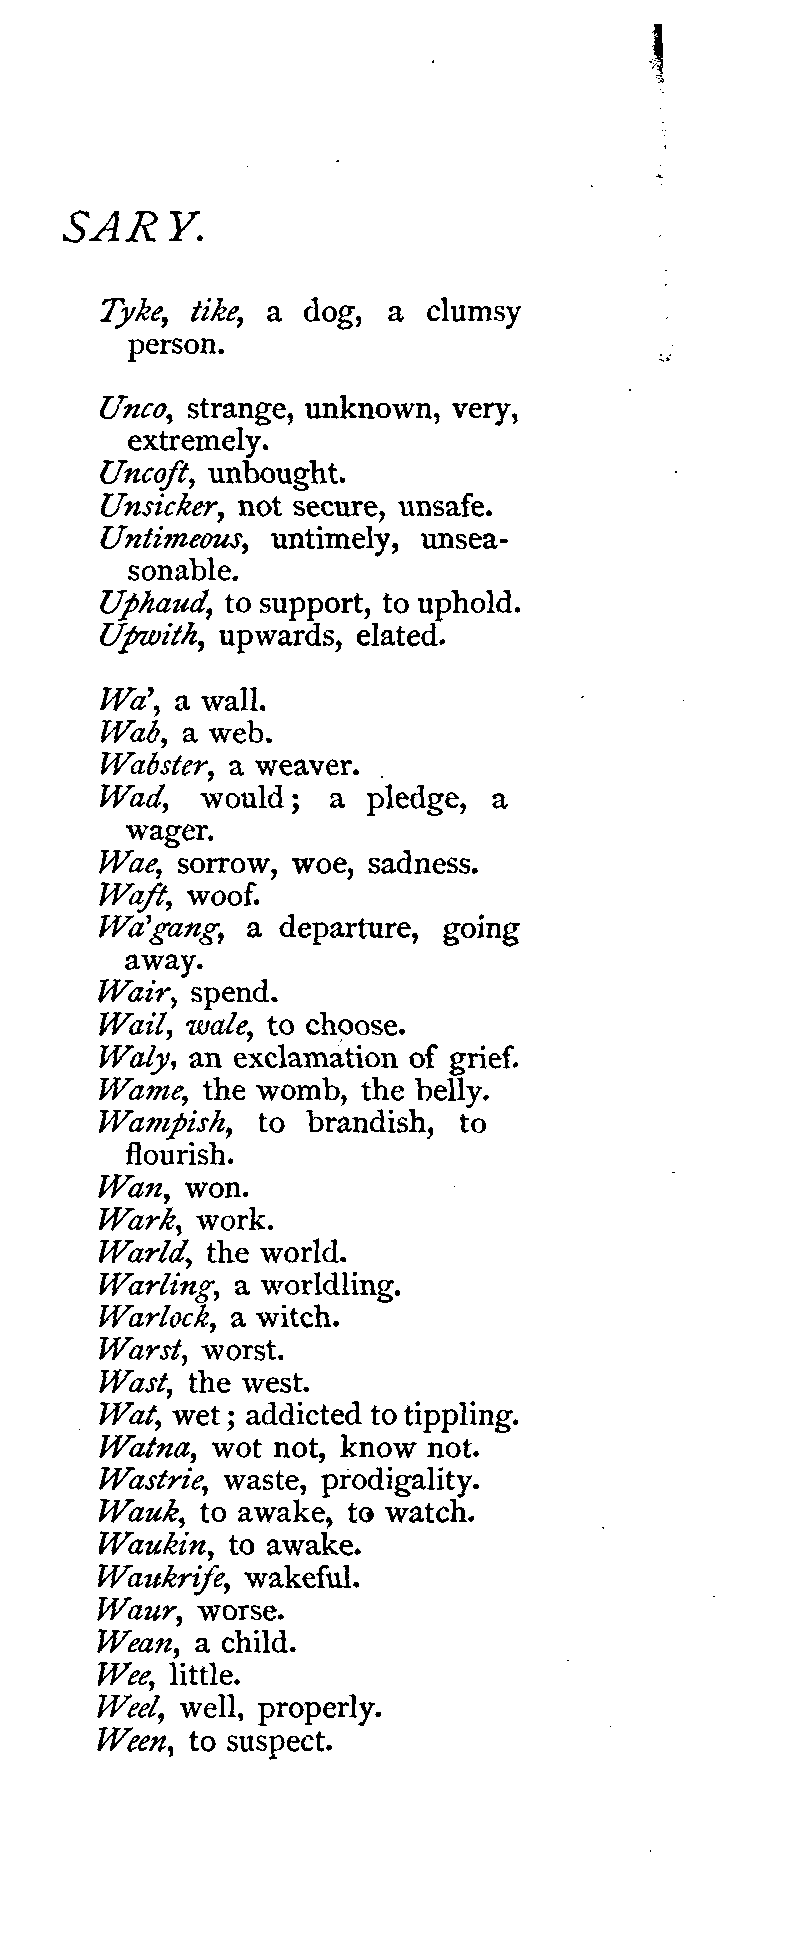 SARY.
Tyke, tike, a dog, a clumsy
person.
Unco, strange, unknown, very,
extremely.
Uncoft, unbought.
Unsicker, not secure, unsafe.
Untimeous, untimely, unsea-
sonable.
Uphaud, to support, to uphold.
Upwith, upwards, elated.
Wa', a wall.
Wab, a web.
Wabster, a weaver.
Wad, would; a pledge, a
wager.
Wae, sorrow, woe, sadness.
Waft, woof.
Wa'gang, a departure, going
away.
Wair, spend.
Wail, wale, to choose.
Waly, an exclamation of grief.
Wame, the womb, the belly.
Wampish, to brandish, to
flourish.
Wan, won.
Wark, work.
Warld, the world.
Warling, a worldling.
Warlock, a witch.
Warst, worst.
Wast, the west.
Wat, wet; addicted to tippling.
Watna, wot not, know not.
Wastrie, waste, prodigality.
Wauk, to awake, to watch.
Waukin, to awake.
Waukrife, wakeful.
Waur, worse.
Wean, a child.
Wee, little.
Weel, well, properly.
Ween, to suspect.